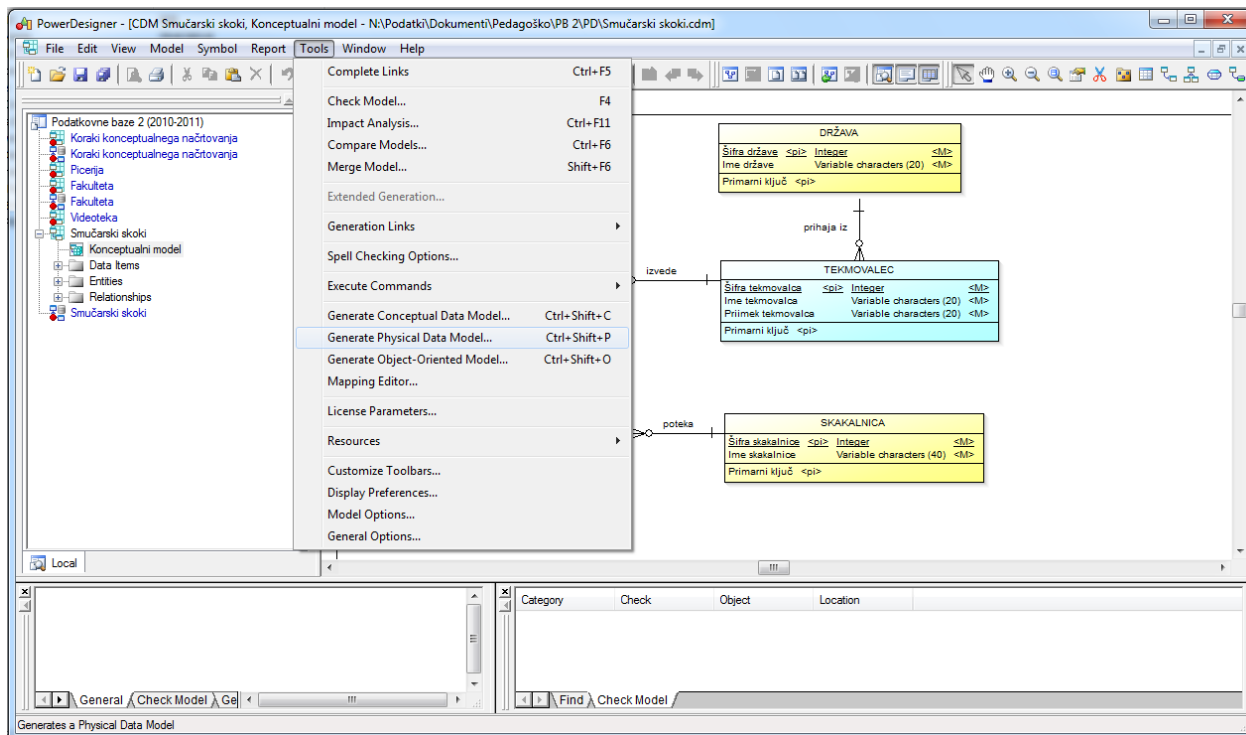 PowerDesigner - [CDM Smučarski skoki, Konceptualni model - N:\Podatki\Dokumenti\Pedagoško\PB 2\PD\Smučarski skoki.cdm]
File Edit View Model Symbol Report Tools Window Help
Podatkovne baze 2 (2010-2011)
Koraki konceptualnega načrtovanja
Koraki konceptualnega načrtovanja
Picerija
Fakulteta
Fakulteta
Videoteka
Smučarski skoki
Konceptualni model
Data Items
Entities
Relationships
Smučarski skoki
Local
Complete Links Ctrl+F5
Check Model... F4
Impact Analysis... Ctrl+F11
Compare Models... Ctrl+F6
Merge Model... Shift+F6
Extended Generation...
Generation Links
Spell Checking Options...
Execute Commands
Generate Conceptual Data Model... Ctrl+Shift+C
Generate Physical Data Model... Ctrl+Shift+P
Generate Object-Oriented Model... Ctrl+Shift+O
Mapping Editor...
License Parameters...
Resources
Customize Toolbars...
Display Preferences...
Model Options...
General Options...
DRŽAVA
Šifra države <pi> Integer <M>
Ime države Variable characters (20) <M>
Primarni ključ <pi>
prihaja iz
izvede
TEKMOVALEC
Šifra tekmovalca <pi> Integer <M>
Ime tekmovalca Variable characters (20) <M>
Priimek tekmovalca Variable characters (20) <M>
Primarni ključ <pi>
poteka
SKAKALNICA
Šifra skakalnice <pi> Integer <M>
Ime skakalnice Variable characters (40) <M>
Primarni ključ <pi>
Category Check Object Location
General Check Model Ge
Find Check Model
Generates a Physical Data Model